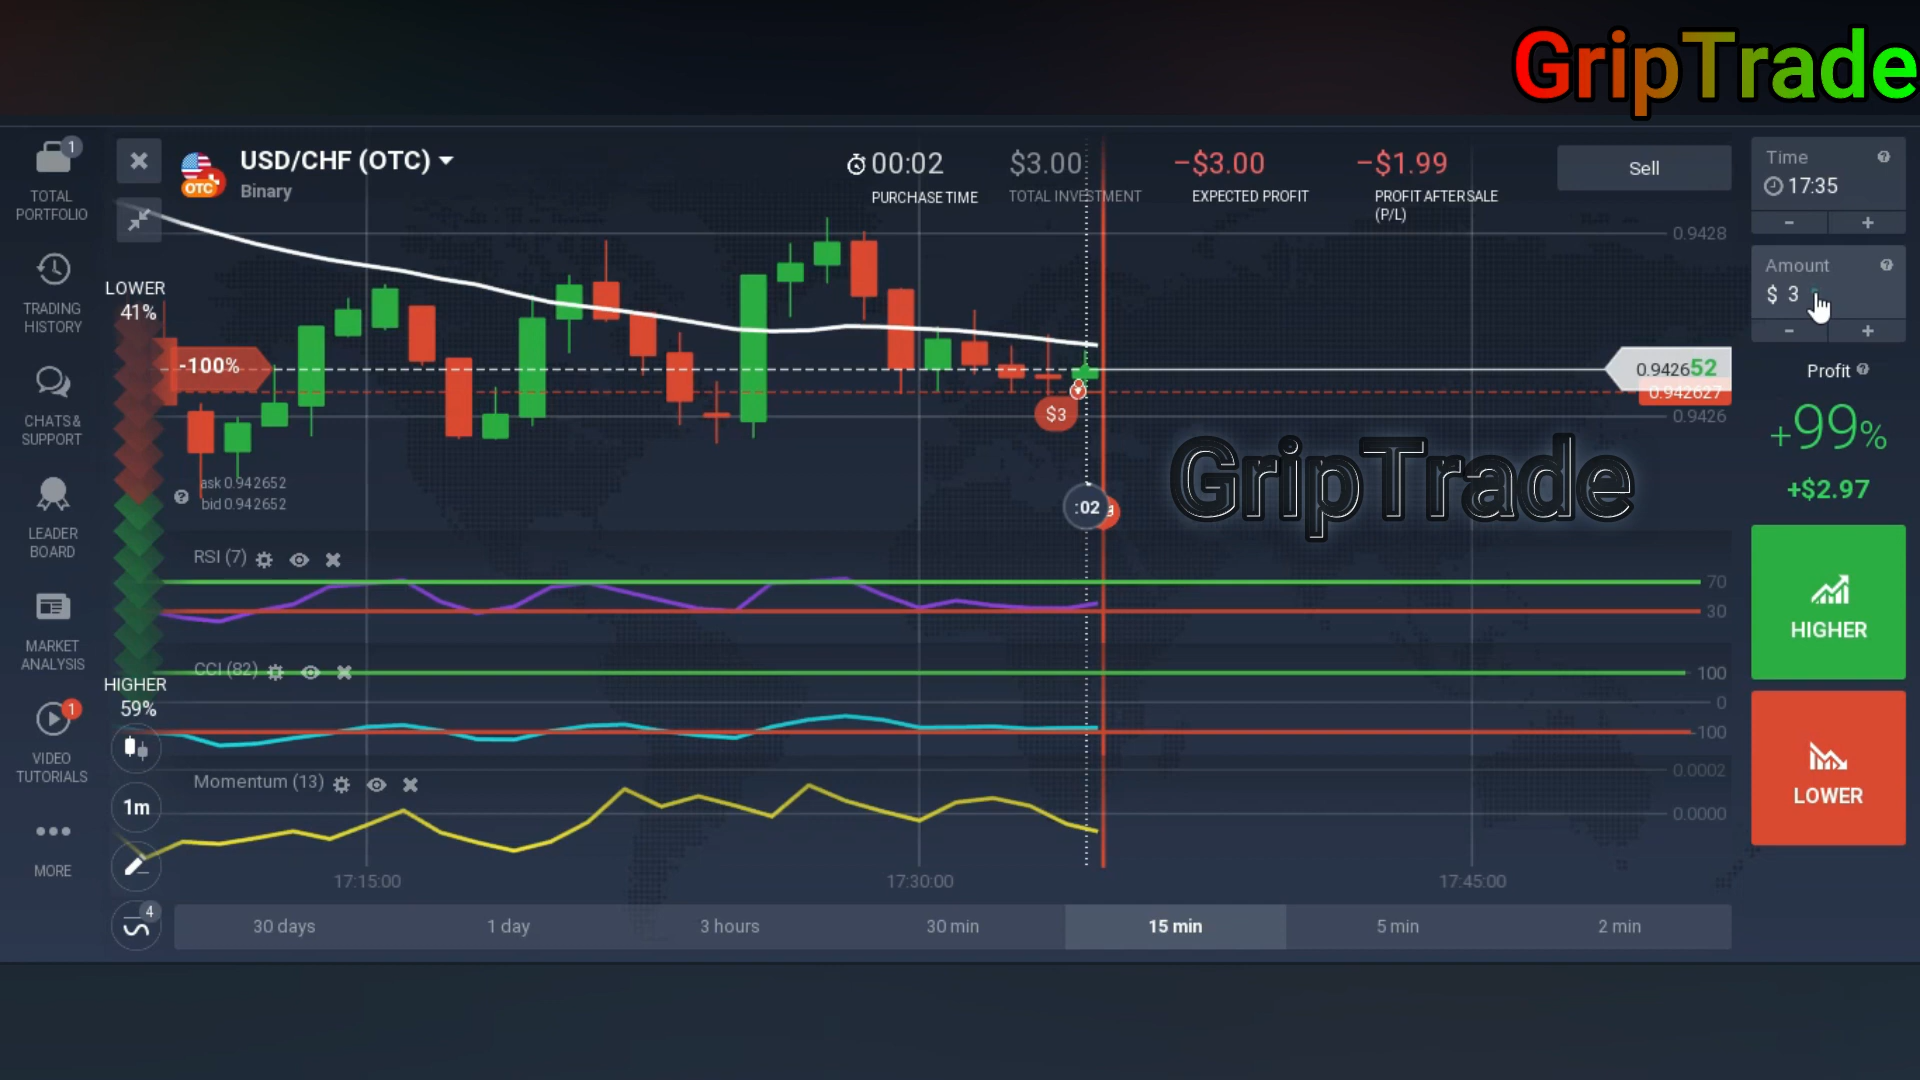 GripTrade
1
TOTAL
PORTFOLIO
TRADING
HISTORY
CHATS &
SUPPORT
LEADER
BOARD
MARKET
ANALYSIS
1
VIDEO
TUTORIALS
MORE
OTC
USD/CHF (OTC)
Binary
00:02
PURCHASE TIME
$3.00
TOTAL INVESTMENT
−$3.00
EXPECTED PROFIT
−$1.99
PROFIT AFTER SALE
(P/L)
Sell
LOWER
41%
-100%
0.9428
0.942652
0.942627
0.9426
$3
GripTrade
ask 0.942652
bid 0.942652
:02
RSI (7)
70
30
CCI (82)
100
0
-100
HIGHER
59%
Momentum (13)
0.0002
0.0000
1m
4
17:15:00
17:30:00
17:45:00
30 days
1 day
3 hours
30 min
15 min
5 min
2 min
Time
17:35
− +
Amount
$ 3
− +
Profit
+99%
+$2.97
HIGHER
LOWER